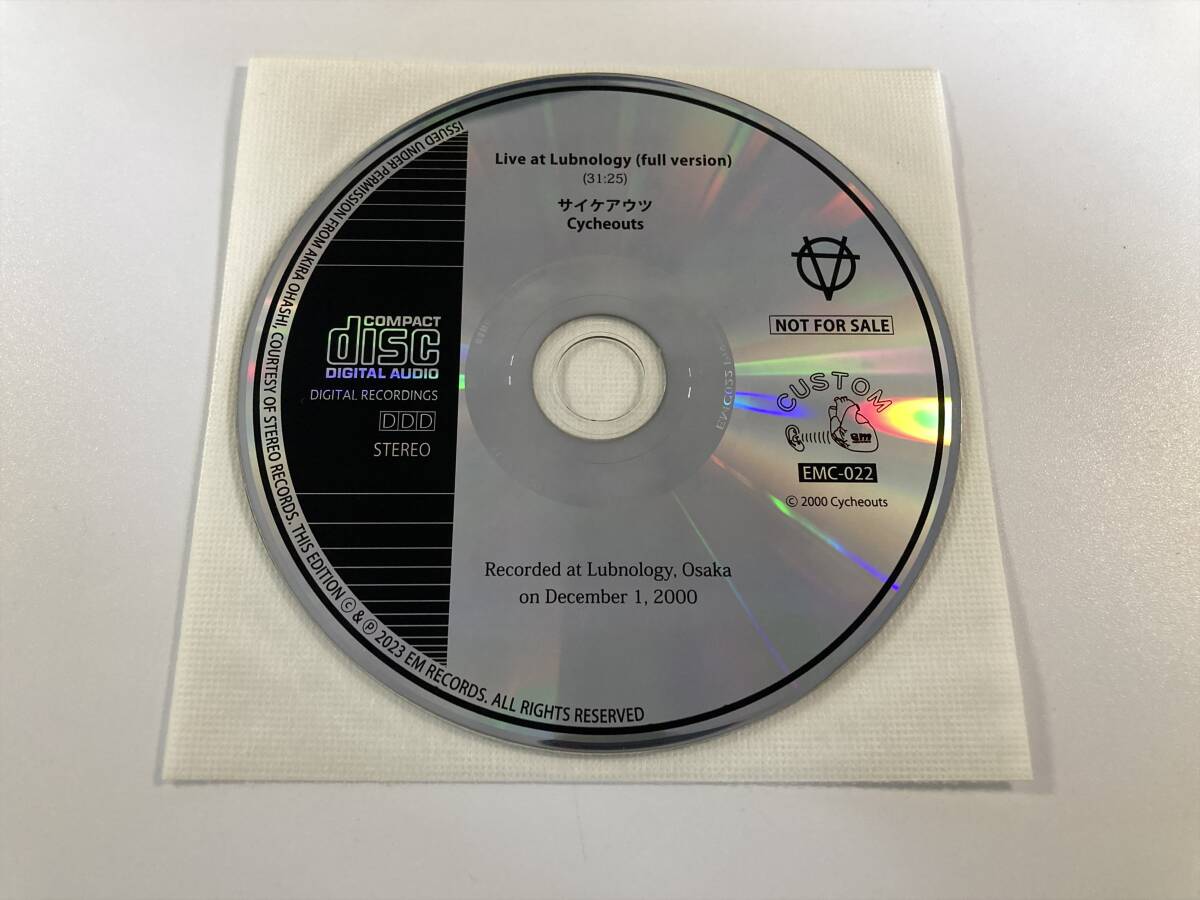 Live at Lubnology (full version)
(31:25)
サイケアウツ
Cycheouts
NOT FOR SALE
COMPACT
disc
DIGITAL AUDIO
DIGITAL RECORDINGS
DDD
STEREO
CUSTOM
em
EMC-022
© 2000 Cycheouts
Recorded at Lubnology, Osaka
on December 1, 2000
ISSUED UNDER PERMISSION FROM AKIRA OHASHI, COURTESY OF STEREO RECORDS. THIS EDITION © & ℗ 2023 EM RECORDS. ALL RIGHTS RESERVED